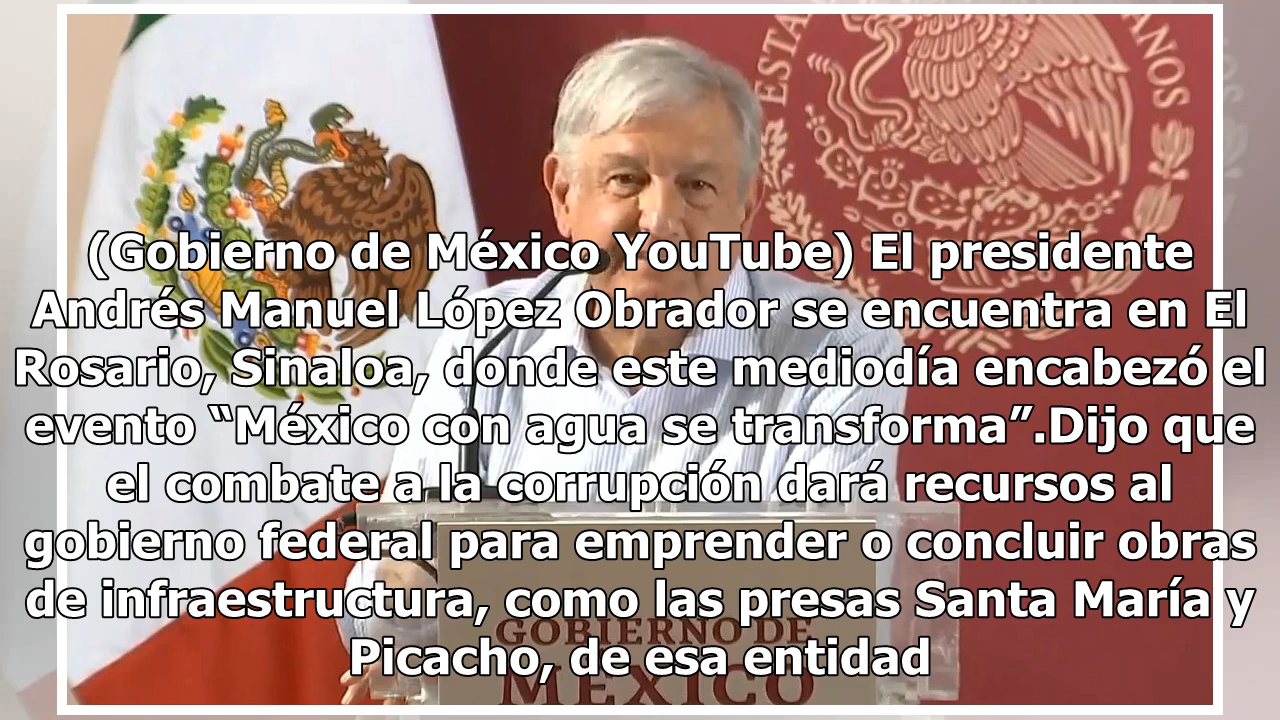 ESTA ANOS
(Gobierno de México YouTube) El presidente
Andrés Manuel López Obrador se encuentra en El
Rosario, Sinaloa, donde este mediodía encabezó el
evento “México con agua se transforma”.Dijo que
el combate a la corrupción dará recursos al
gobierno federal para emprender o concluir obras
de infraestructura, como las presas Santa María y
Picacho, de esa entidad
GOBIERNO DE
MÉXICO